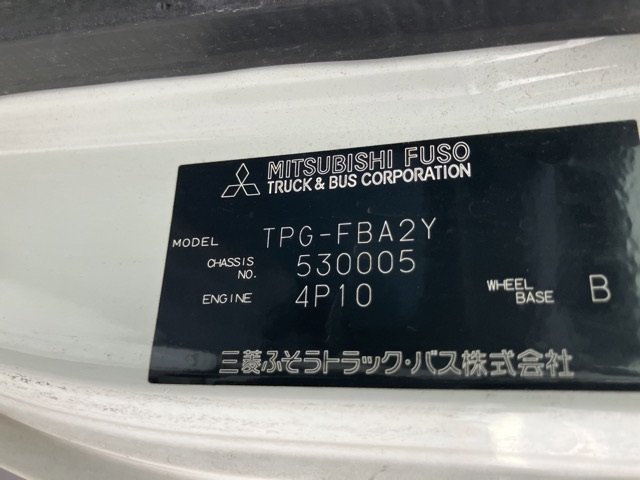 MITSUBISHI FUSO
TRUCK & BUS CORPORATION
MODEL TPG-FBA2Y
CHASSIS NO. 530005
ENGINE 4P10 WHEEL BASE B
三菱ふそうトラック・バス株式会社